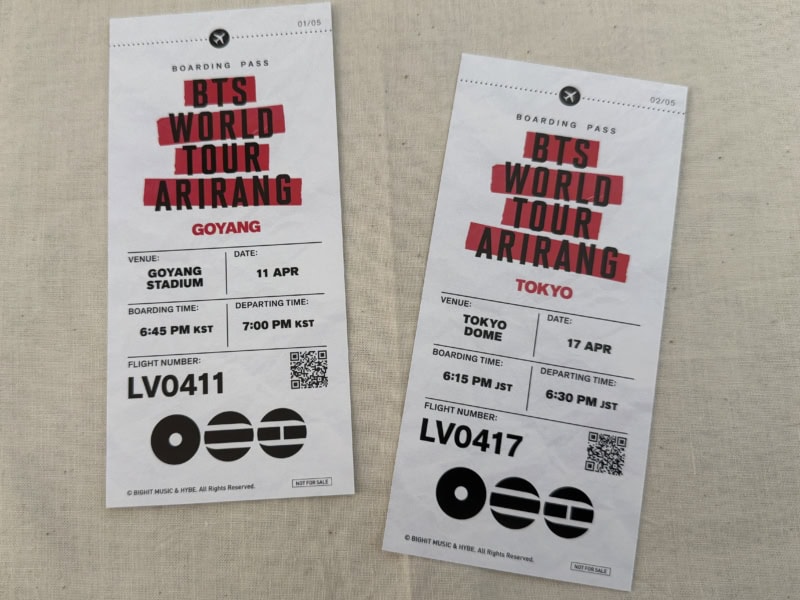 01/05
BOARDING PASS
BTS
WORLD
TOUR
ARIRANG
GOYANG
VENUE:
GOYANG
STADIUM
DATE:
11 APR
BOARDING TIME:
6:45 PM KST
DEPARTING TIME:
7:00 PM KST
FLIGHT NUMBER:
LV0411
© BIGHIT MUSIC & HYBE. All Rights Reserved.
NOT FOR SALE
02/05
BOARDING PASS
BTS
WORLD
TOUR
ARIRANG
TOKYO
VENUE:
TOKYO
DOME
DATE:
17 APR
BOARDING TIME:
6:15 PM JST
DEPARTING TIME:
6:30 PM JST
FLIGHT NUMBER:
LV0417
© BIGHIT MUSIC & HYBE. All Rights Reserved.
NOT FOR SALE